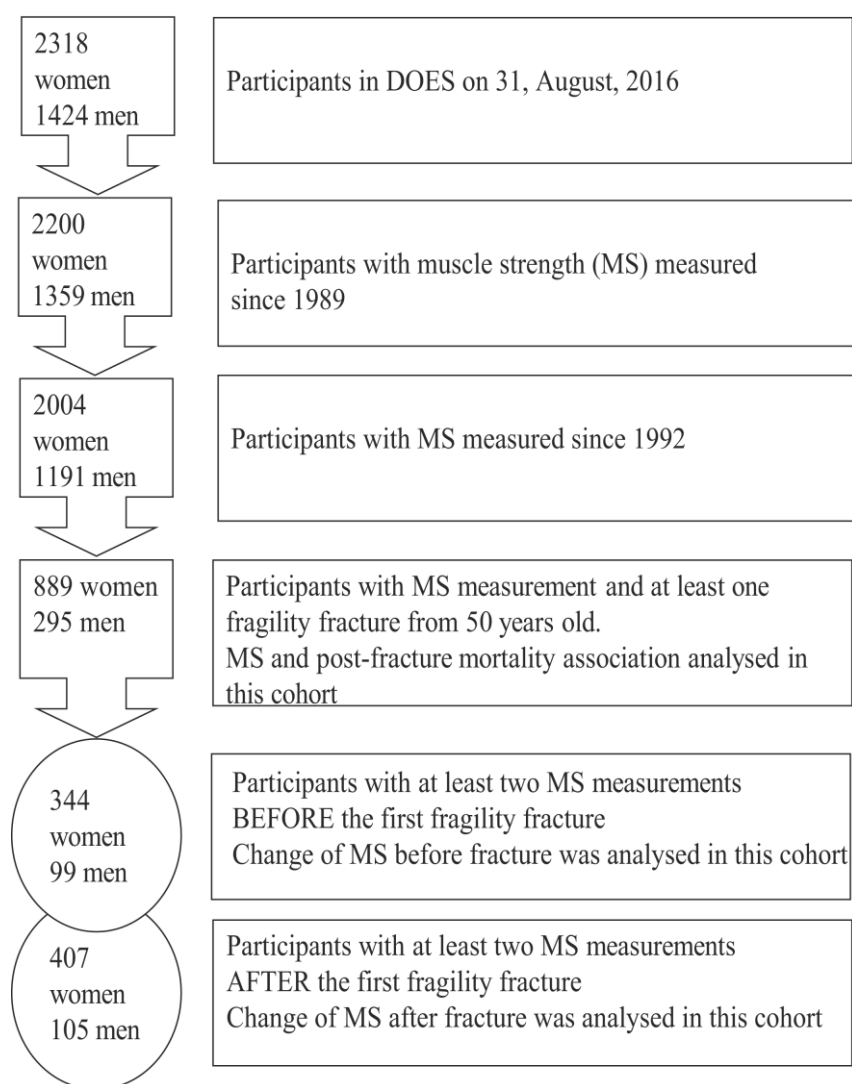 2318
women
1424 men
Participants in DOES on 31, August, 2016
2200
women
1359 men
Participants with muscle strength (MS) measured
since 1989
2004
women
1191 men
Participants with MS measured since 1992
889 women
295 men
Participants with MS measurement and at least one
fragility fracture from 50 years old.
MS and post-fracture mortality association analysed in
this cohort
344
women
99 men
Participants with at least two MS measurements
BEFORE the first fragility fracture
Change of MS before fracture was analysed in this cohort
407
women
105 men
Participants with at least two MS measurements
AFTER the first fragility fracture
Change of MS after fracture was analysed in this cohort